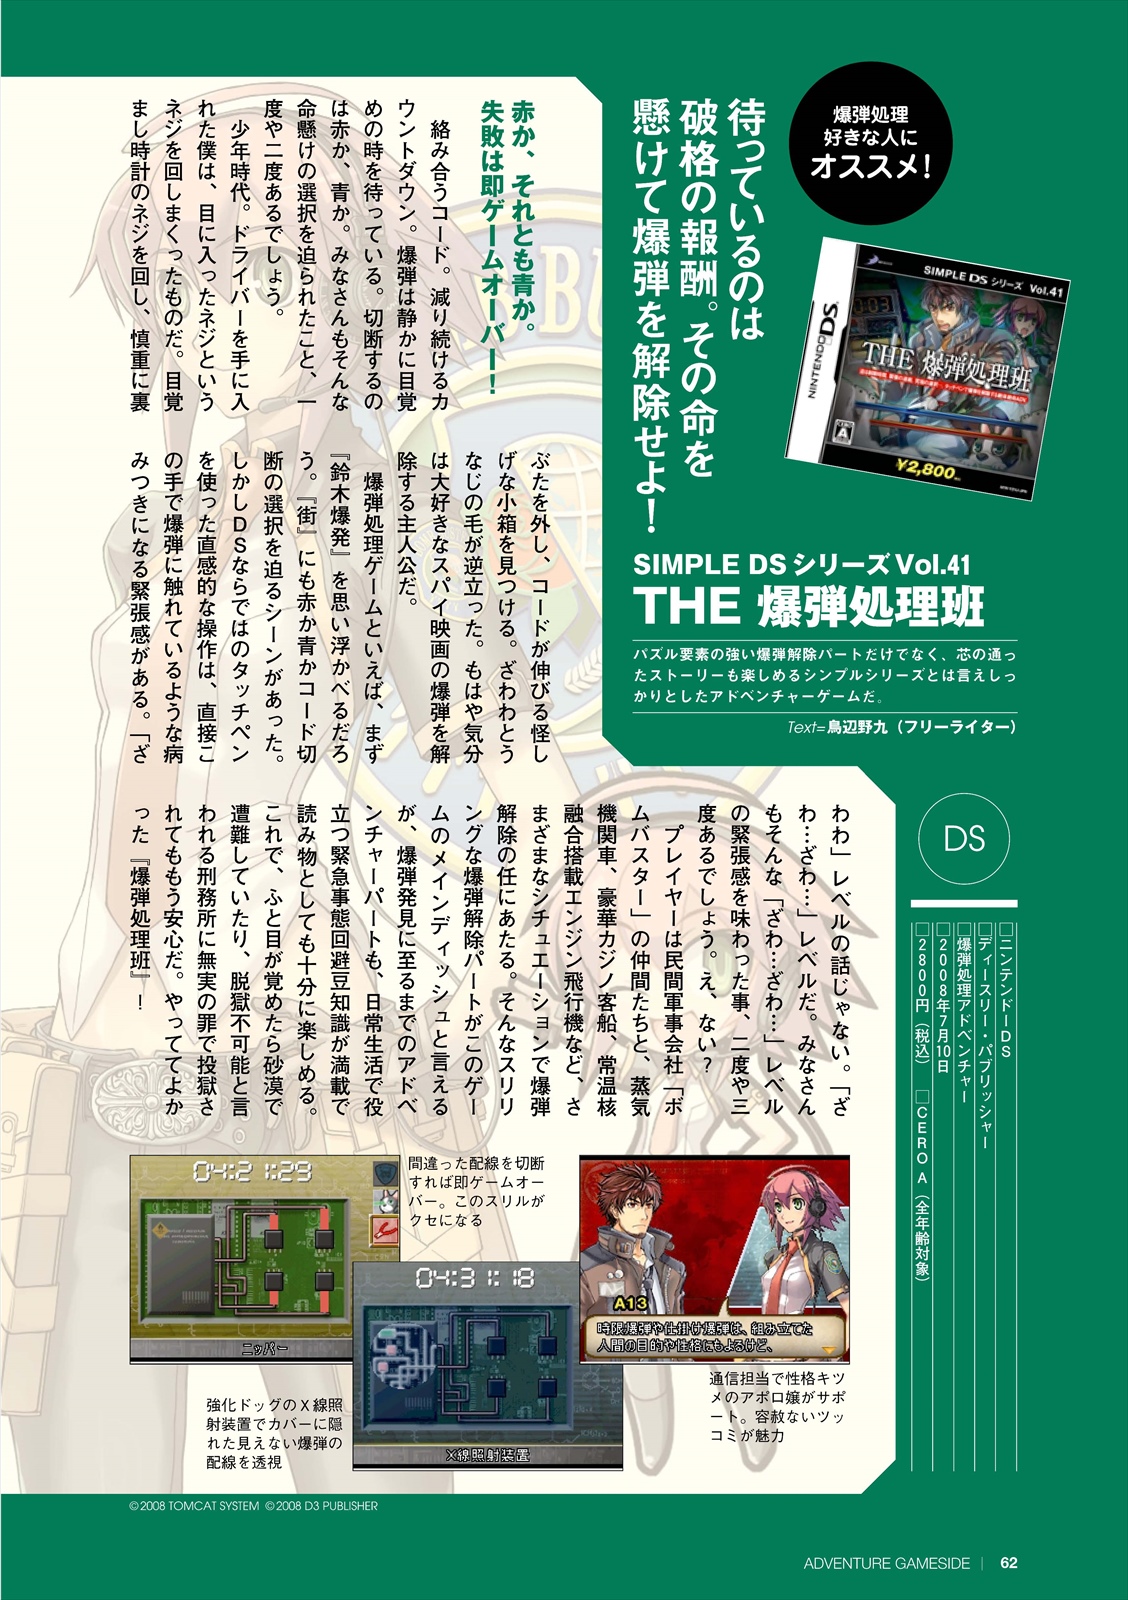 爆弾処理
好きな人に
オススメ!
待っているのは
破格の報酬。その命を
懸けて爆弾を解除せよ!
SIMPLE DS シリーズ Vol.41
THE 爆弾処理班
NINTENDO DS
¥2,800
SIMPLE DS シリーズ Vol.41
THE 爆弾処理班
パズル要素の強い爆弾解除パートだけでなく、芯の通っ
たストーリーも楽しめるシンプルシリーズとは言えしっ
かりとしたアドベンチャーゲームだ。
Text=鳥辺野九(フリーライター)
DS
□ニンテンドーDS
□ディースリー・パブリッシャー
□爆弾処理アドベンチャー
□2008年7月10日
□2800円(税込) □CERO A(全年齢対象)
赤か、それとも青か。
失敗は即ゲームオーバー!
絡み合うコード。減り続けるカ
ウントダウン。爆弾は静かに目覚
めの時を待っている。切断するの
は赤か、青か。みなさんもそんな
命懸けの選択を迫られたこと、一
度や二度あるでしょう。
少年時代。ドライバーを手に入
れた僕は、目に入ったネジという
ネジを回しまくったものだ。目覚
まし時計のネジを回し、慎重に裏
ぶたを外し、コードが伸びる怪し
げな小箱を見つける。ざわわとう
なじの毛が逆立った。もはや気分
は大好きなスパイ映画の爆弾を解
除する主人公だ。
爆弾処理ゲームといえば、まず
『鈴木爆発』を思い浮かべるだろ
う。『街』にも赤か青かコード切
断の選択を迫るシーンがあった。
しかしDSならではのタッチペン
を使った直感的な操作は、直接こ
の手で爆弾に触れているような病
みつきになる緊張感がある。「ざ
わわ」レベルの話じゃない。「ざ
わ…ざわ…」レベルだ。みなさん
もそんな「ざわ…ざわ…」レベル
の緊張感を味わった事、二度や三
度あるでしょう。え、ない?
プレイヤーは民間軍事会社「ボ
ムバスター」の仲間たちと、蒸気
機関車、豪華カジノ客船、常温核
融合搭載エンジン飛行機など、さ
まざまなシチュエーションで爆弾
解除の任にあたる。そんなスリリ
ングな爆弾解除パートがこのゲー
ムのメインディッシュと言える
が、爆弾発見に至るまでのアドベ
ンチャーパートも、日常生活で役
立つ緊急事態回避豆知識が満載で
読み物としても十分に楽しめる。
これで、ふと目が覚めたら砂漠で
遭難していたり、脱獄不可能と言
われる刑務所に無実の罪で投獄さ
れてももう安心だ。やっててよか
った『爆弾処理班』!
04:21:29
ニッパー
間違った配線を切断
すれば即ゲームオー
バー。このスリルが
クセになる
04:31:18
X線照射装置
強化ドッグのX線照
射装置でカバーに隠
れた見えない爆弾の
配線を透視
A13
時限爆弾や仕掛け爆弾は、組み立てた
人間の目的や性格にもよるけど、
通信担当で性格キツ
メのアポロ嬢がサポ
ート。容赦ないツッ
コミが魅力
©2008 TOMCAT SYSTEM ©2008 D3 PUBLISHER
ADVENTURE GAMESIDE | 62